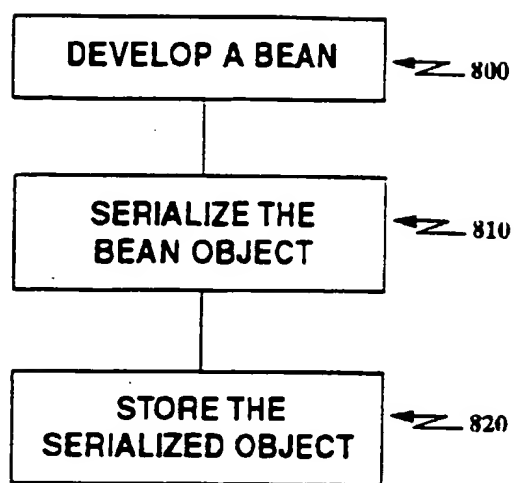 DEVELOP A BEAN
800
SERIALIZE THE
BEAN OBJECT
810
STORE THE
SERIALIZED OBJECT
820